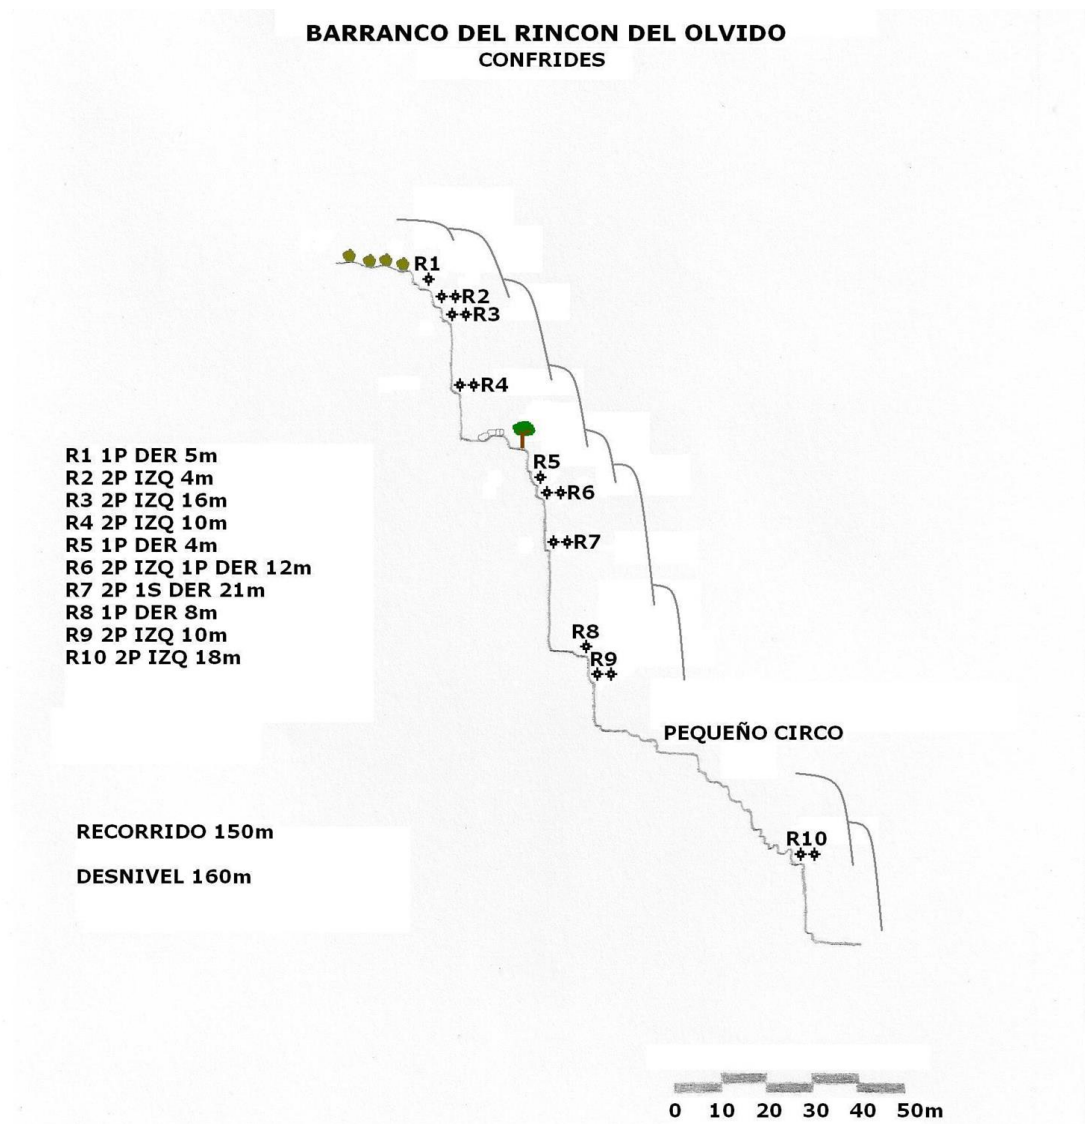 BARRANCO DEL RINCON DEL OLVIDO
CONFRIDES
R1
R2
R3
R4
R5
R6
R7
R8
R9
R1 1P DER 5m
R2 2P IZQ 4m
R3 2P IZQ 16m
R4 2P IZQ 10m
R5 1P DER 4m
R6 2P IZQ 1P DER 12m
R7 2P 1S DER 21m
R8 1P DER 8m
R9 2P IZQ 10m
R10 2P IZQ 18m
PEQUEÑO CIRCO
R10
RECORRIDO 150m
DESNIVEL 160m
0 10 20 30 40 50m